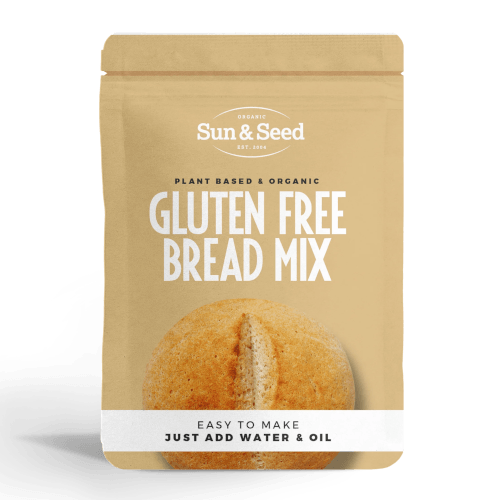 ORGANIC
Sun & Seed
EST. 2006
PLANT BASED & ORGANIC
GLUTEN FREE
BREAD MIX
EASY TO MAKE
JUST ADD WATER & OIL